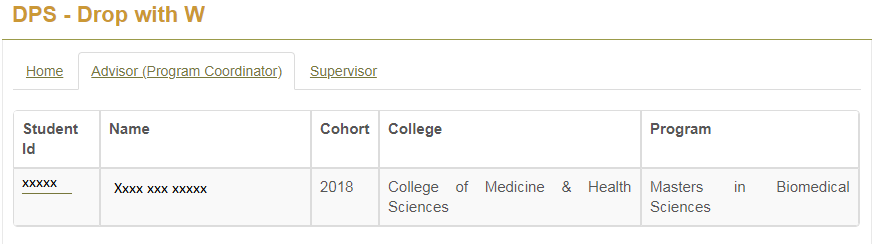 DPS - Drop with W
Home Advisor (Program Coordinator) Supervisor
Student Id Name Cohort College Program
xxxxx Xxxx xxx xxxxx 2018 College of Medicine & Health Masters in Biomedical
Sciences Sciences